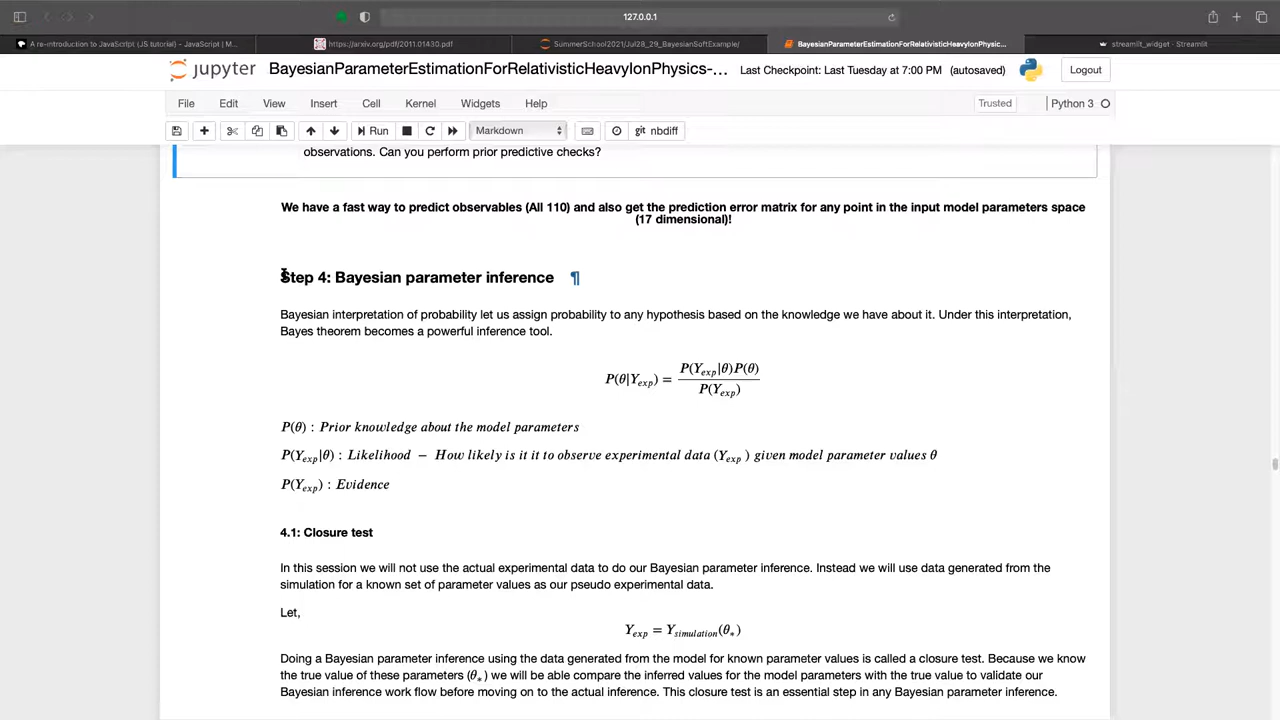 127.0.0.1
A re-introduction to JavaScript (JS tutorial) - JavaScript | M...
https://arxiv.org/pdf/2011.01430.pdf
SummerSchool2021/Jul28_29_BayesianSoftExample/
BayesianParameterEstimationForRelativisticHeavyIonPhysic...
streamlit_widget · Streamlit
jupyter BayesianParameterEstimationForRelativisticHeavyIonPhysics-... Last Checkpoint: Last Tuesday at 7:00 PM (autosaved) Logout
File Edit View Insert Cell Kernel Widgets Help Trusted Python 3
Run Markdown git nbdiff
observations. Can you perform prior predictive checks?
We have a fast way to predict observables (All 110) and also get the prediction error matrix for any point in the input model parameters space
(17 dimensional)!
Step 4: Bayesian parameter inference ¶
Bayesian interpretation of probability let us assign probability to any hypothesis based on the knowledge we have about it. Under this interpretation,
Bayes theorem becomes a powerful inference tool.
P(θ|Y_exp) = P(Y_exp|θ)P(θ) / P(Y_exp)
P(θ) : Prior knowledge about the model parameters
P(Y_exp|θ) : Likelihood − How likely is it it to observe experimental data (Y_exp ) given model parameter values θ
P(Y_exp) : Evidence
4.1: Closure test
In this session we will not use the actual experimental data to do our Bayesian parameter inference. Instead we will use data generated from the
simulation for a known set of parameter values as our pseudo experimental data.
Let,
Y_exp = Y_simulation(θ_*)
Doing a Bayesian parameter inference using the data generated from the model for known parameter values is called a closure test. Because we know
the true value of these parameters (θ_*) we will be able compare the inferred values for the model parameters with the true value to validate our
Bayesian inference work flow before moving on to the actual inference. This closure test is an essential step in any Bayesian parameter inference.